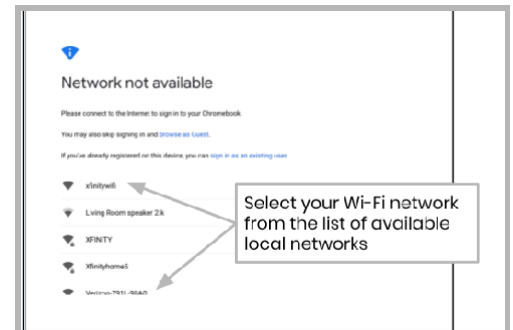 Network not available
Please connect to the Internet to sign in to your Chromebook
You may also skip signing in and browse as Guest.
If you've already registered on this device, you can sign in as an existing user
xfinitywifi
Living Room speaker 2.k
XFINITY
Select your Wi-Fi network
from the list of available
local networks